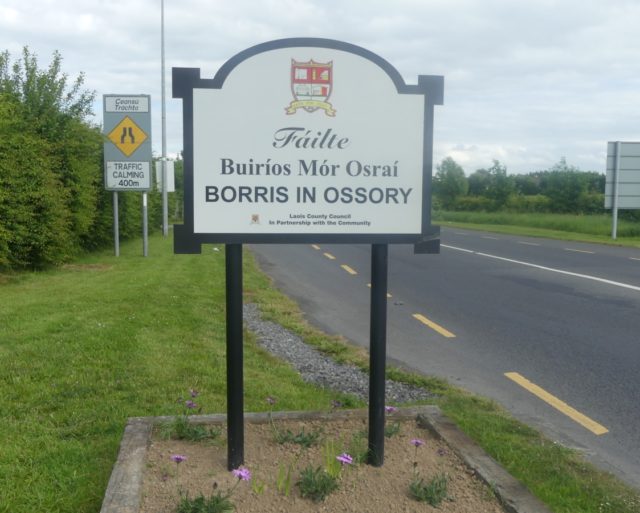 Fáilte
Buiríos Mór Osraí
BORRIS IN OSSORY
Laois County Council
In Partnership with the Community
Ceansú
Tráchta
TRAFFIC
CALMING
400m